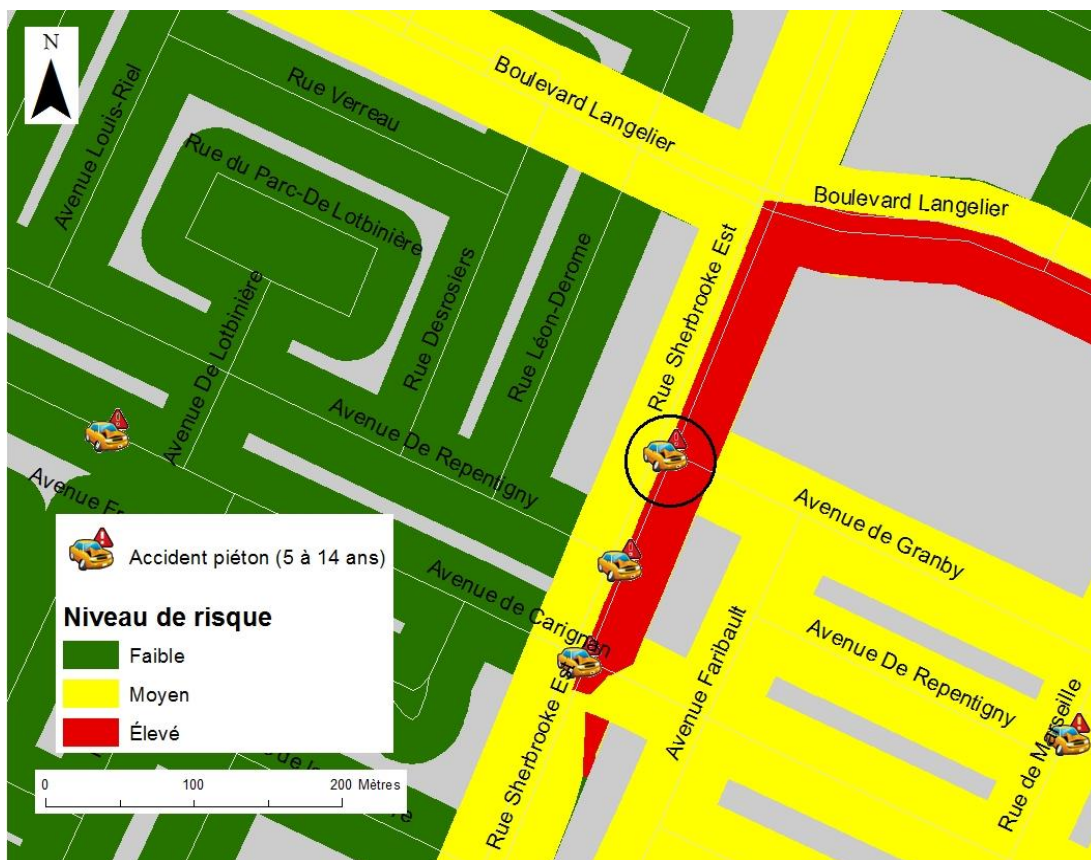 N
Boulevard Langelier
Avenue Louis-Riel
Rue Verreau
Rue du Parc-De Lotbinière
Boulevard Langelier
Rue Sherbrooke Est
Rue Léon-Derome
Rue Desrosiers
Avenue De Lotbinière
Avenue De Repentigny
Avenue
Avenue de Granby
Avenue de Carignan
Avenue Faribault
Avenue De Repentigny
Rue de Marseille
Rue Sherbrooke Est
Accident piéton (5 à 14 ans)
Niveau de risque
Faible
Moyen
Élevé
0 100 200 Mètres